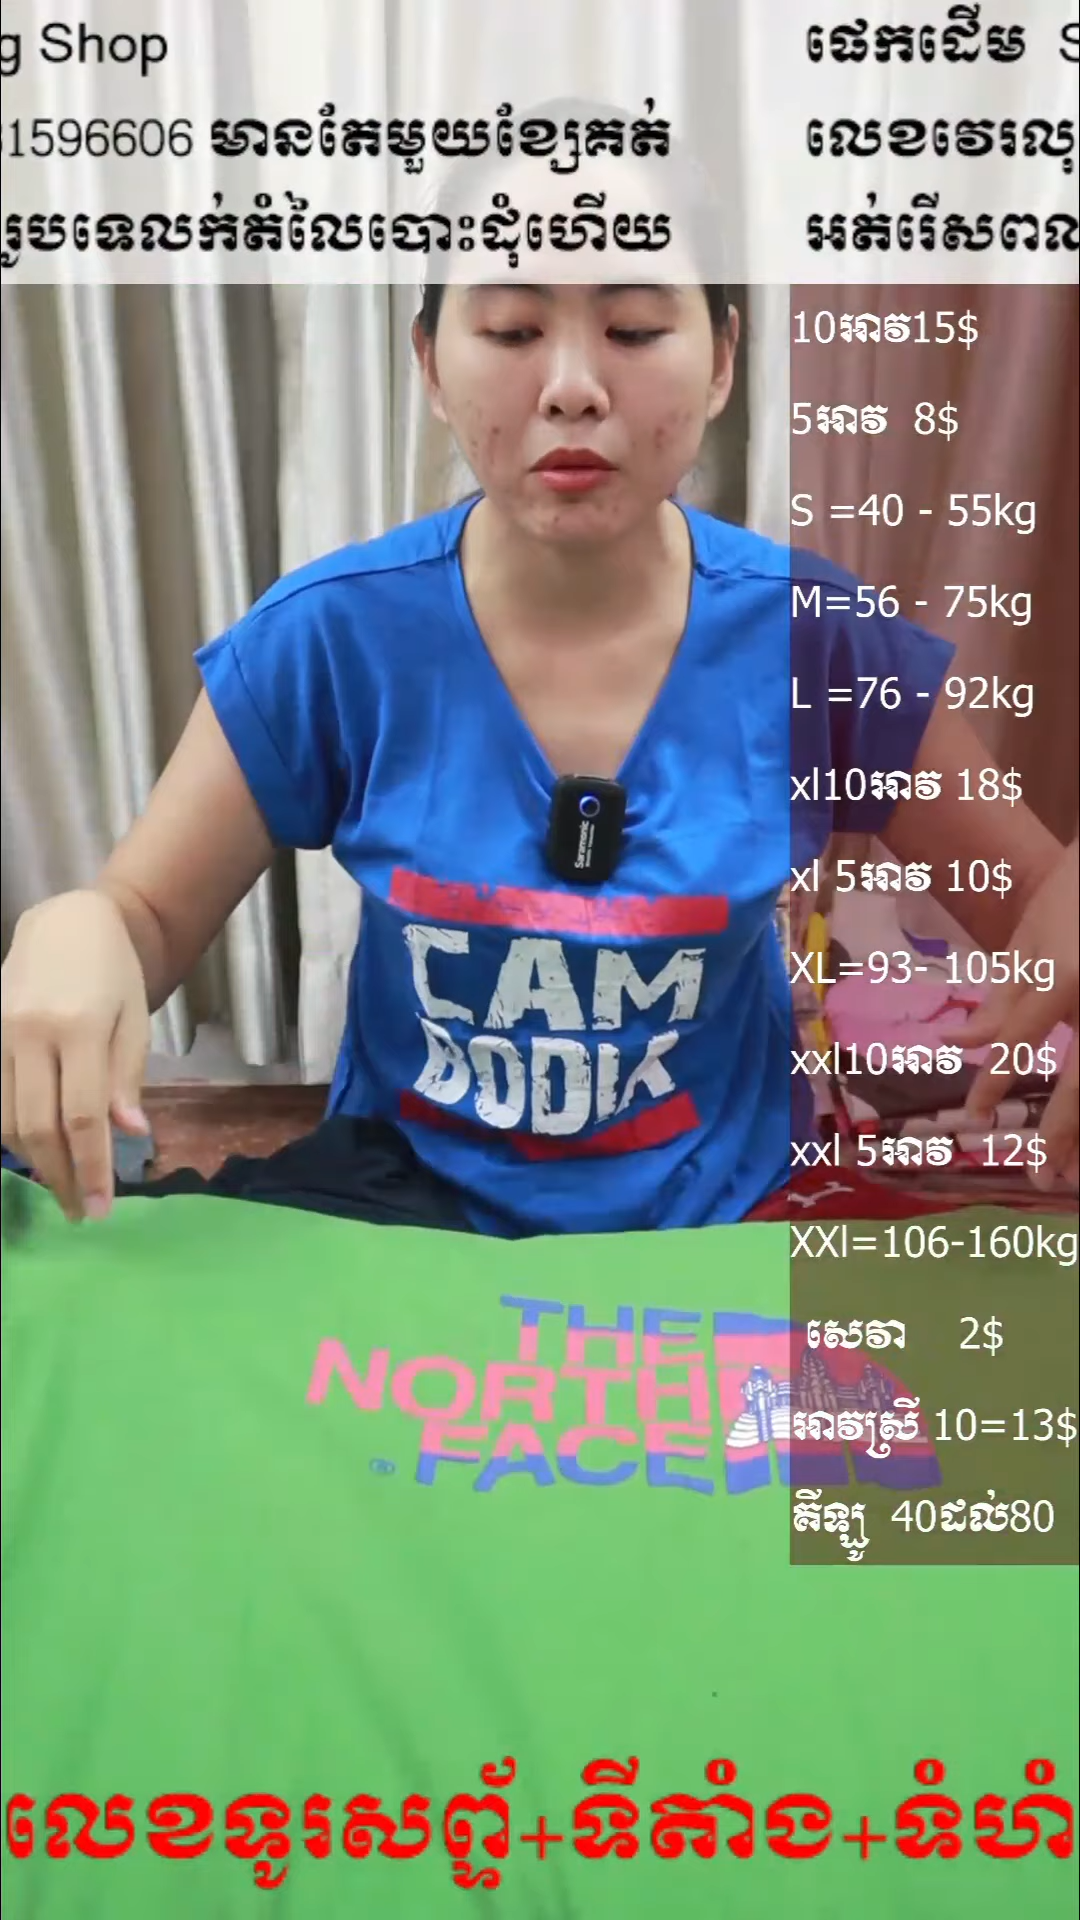 g Shop
31596606 មានតែមួយខ្សែគត់
រូបទេលក់តំលៃបោះដុំហើយ
ផេកដើម S
លេខវេរលុ
អត់រើសពណ
10អាវ15$
5អាវ 8$
S =40 - 55kg
M=56 - 75kg
L =76 - 92kg
xl10អាវ 18$
xl 5អាវ 10$
XL=93- 105kg
xxl10អាវ 20$
xxl 5អាវ 12$
XXl=106-160kg
សេវា 2$
អាវស្រី 10=13$
គីឡូ 40ដល់80
Saramonic
CAM
BODIA
THE
NORTH
FACE
លេខទូរសព្ទ័+ទីតាំង+ទំហំ